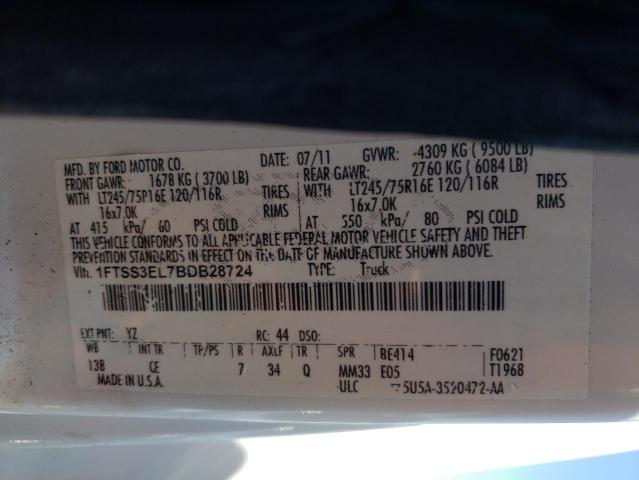 MFD. BY FORD MOTOR CO. DATE: 07/11 GVWR: 4309 KG ( 9500 LB)
FRONT GAWR: 1678 KG ( 3700 LB) REAR GAWR: 2760 KG ( 6084 LB)
WITH LT245/75R16E 120/116R TIRES WITH LT245/75R16E 120/116R TIRES
16x7.0K RIMS 16x7.0K RIMS
AT 415 kPa/ 60 PSI COLD AT 550 kPa/ 80 PSI COLD
THIS VEHICLE CONFORMS TO ALL APPLICABLE FEDERAL MOTOR VEHICLE SAFETY AND THEFT
PREVENTION STANDARDS IN EFFECT ON THE DATE OF MANUFACTURE SHOWN ABOVE.
VIN: 1FTSS3EL7BDB28724 TYPE: Truck
EXT PNT: YZ RC: 44 DSO:
WB INT TR TP/PS R AXLE TR SPR BE414 F0621
138 CE 7 34 Q MM33 E05 T1968
MADE IN U.S.A. ULC 5U5A-3520472-AA